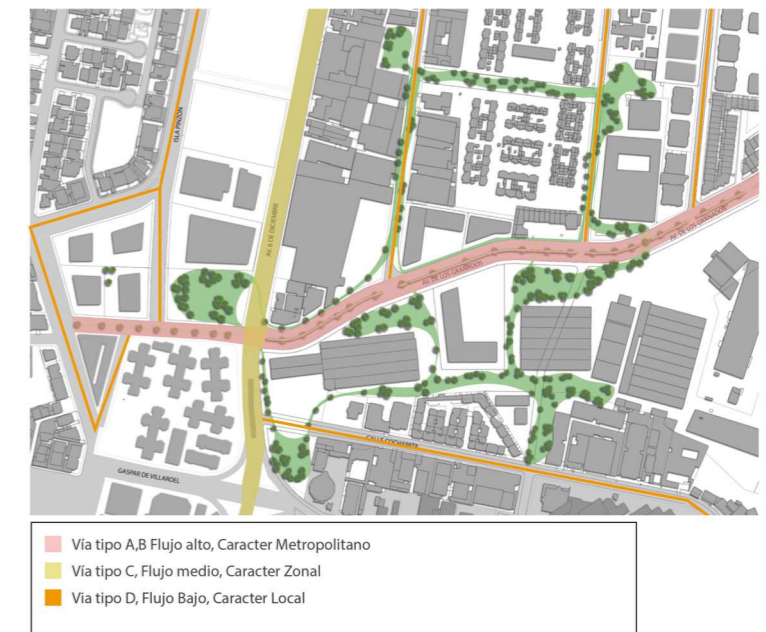 ISLA PINZON
AV. 6 DE DICIEMBRE
AV. DE LOS GRANADOS
AV. DE LOS GRANADOS
CALLE COCHAPATA
GASPAR DE VILLAROEL
Vía tipo A,B Flujo alto, Caracter Metropolitano
Vía tipo C, Flujo medio, Caracter Zonal
Via tipo D, Flujo Bajo, Caracter Local